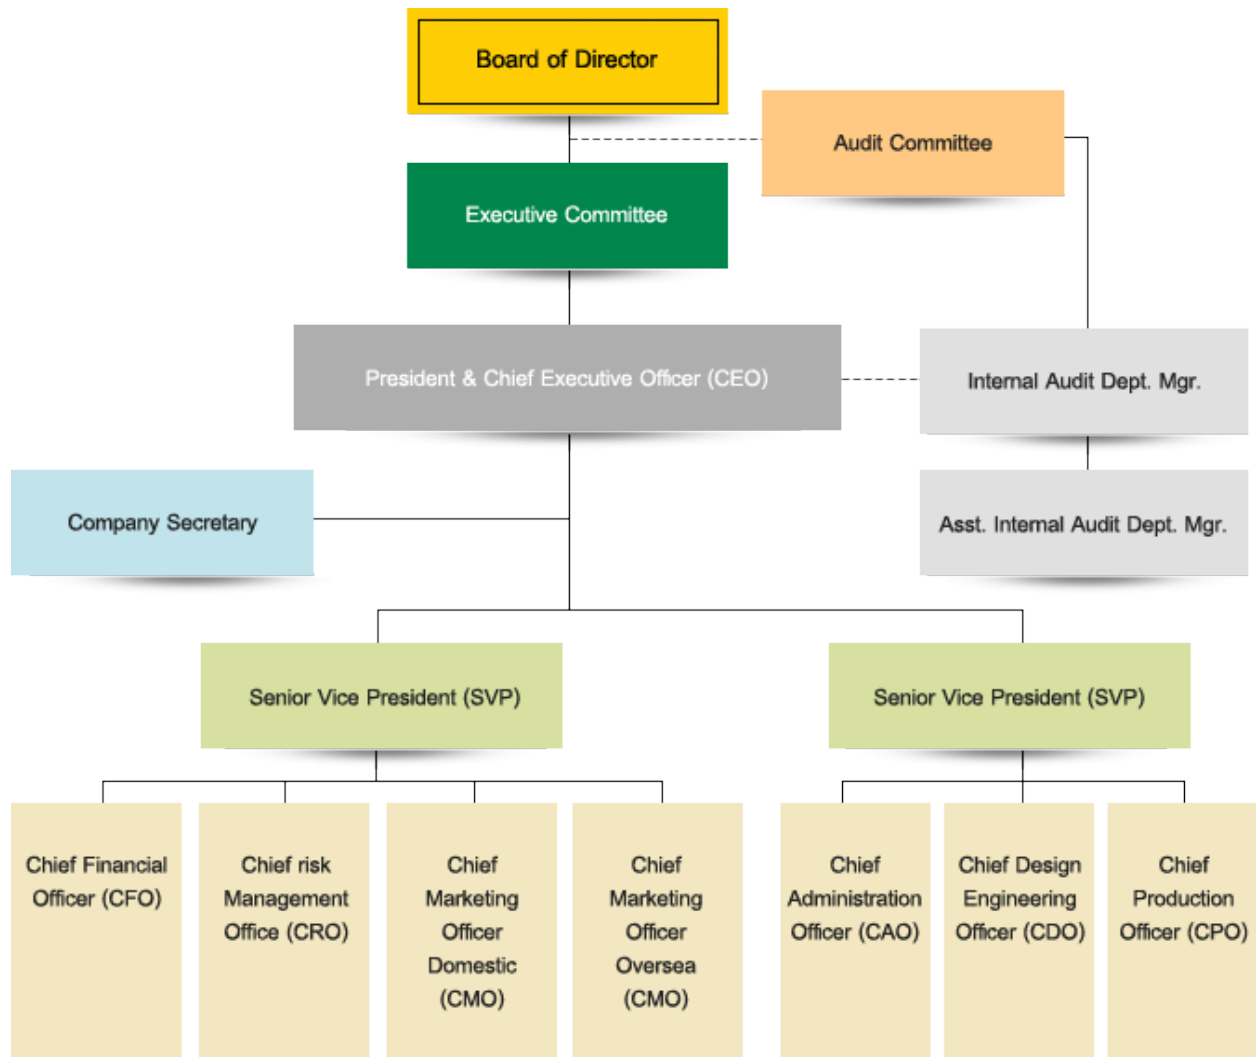 Board of Director
Audit Committee
Executive Committee
President & Chief Executive Officer (CEO)
Internal Audit Dept. Mgr.
Company Secretary
Asst. Internal Audit Dept. Mgr.
Senior Vice President (SVP)
Senior Vice President (SVP)
Chief Financial
Officer (CFO)
Chief risk
Management
Office (CRO)
Chief
Marketing
Officer
Domestic
(CMO)
Chief
Marketing
Officer
Oversea
(CMO)
Chief
Administration
Officer (CAO)
Chief Design
Engineering
Officer (CDO)
Chief
Production
Officer (CPO)